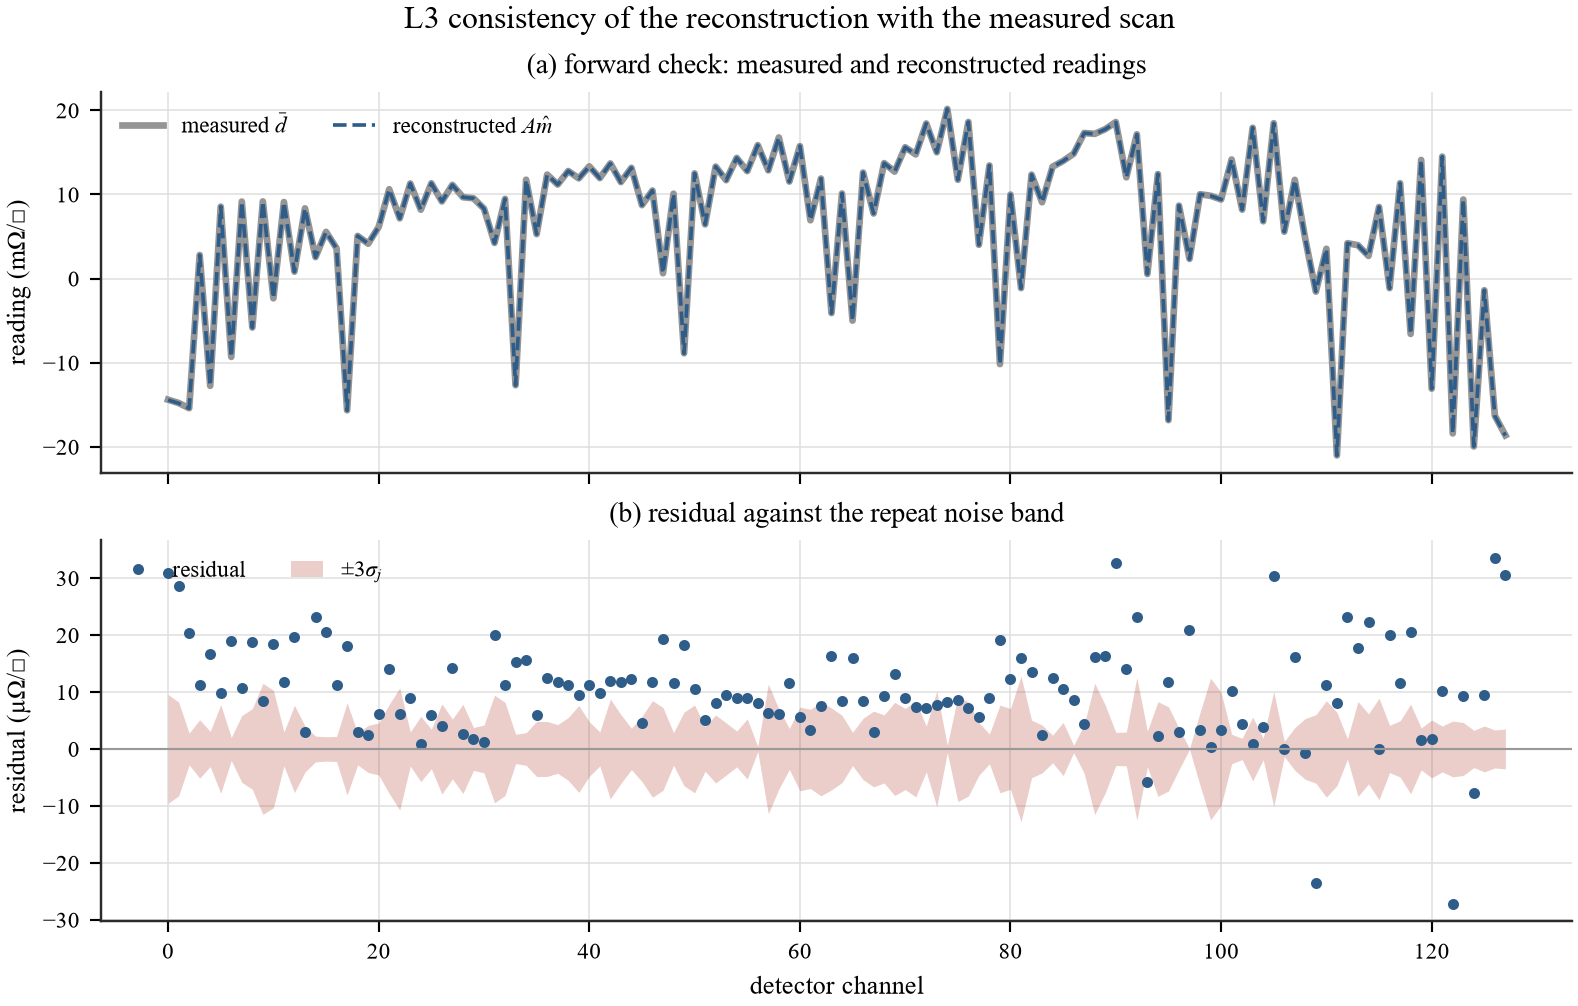 L3 consistency of the reconstruction with the measured scan
(a) forward check: measured and reconstructed readings
measured d̄
reconstructed Am̂
20
10
0
−10
−20
reading (mΩ/□)
(b) residual against the repeat noise band
residual
±3σⱼ
30
20
10
0
−10
−20
−30
residual (μΩ/□)
0 20 40 60 80 100 120
detector channel